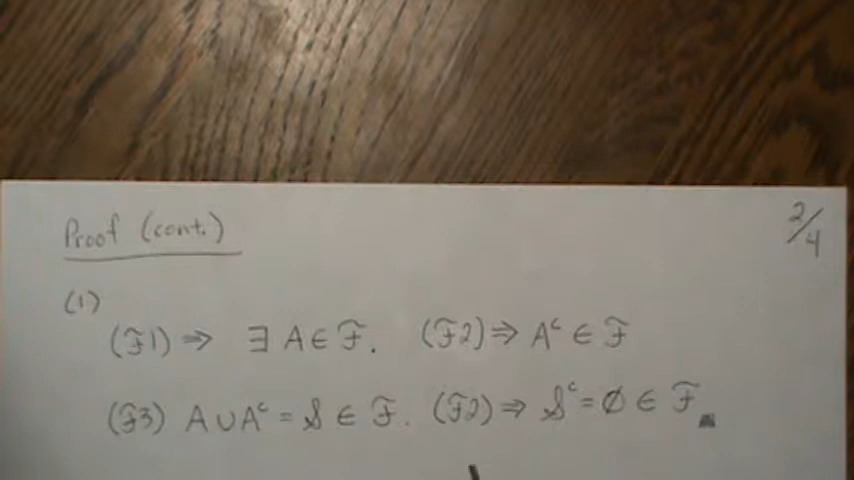 Proof (cont.)
2/4
(1)
(𝓕1) ⇒ ∃ A ∈ 𝓕. (𝓕2) ⇒ Aᶜ ∈ 𝓕
(𝓕3) A ∪ Aᶜ = 𝒮 ∈ 𝓕. (𝓕2) ⇒ 𝒮ᶜ = ∅ ∈ 𝓕 ■